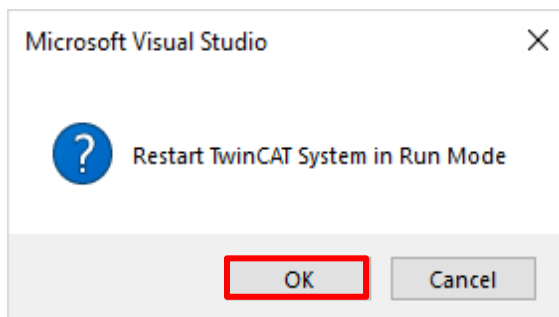 Microsoft Visual Studio
Restart TwinCAT System in Run Mode
OK
Cancel